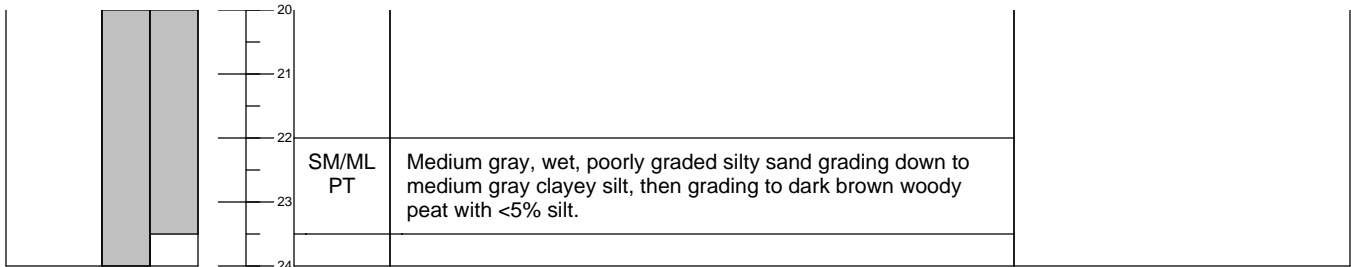 20
21
22
SM/ML
PT
Medium gray, wet, poorly graded silty sand grading down to
medium gray clayey silt, then grading to dark brown woody
peat with <5% silt.
23
24